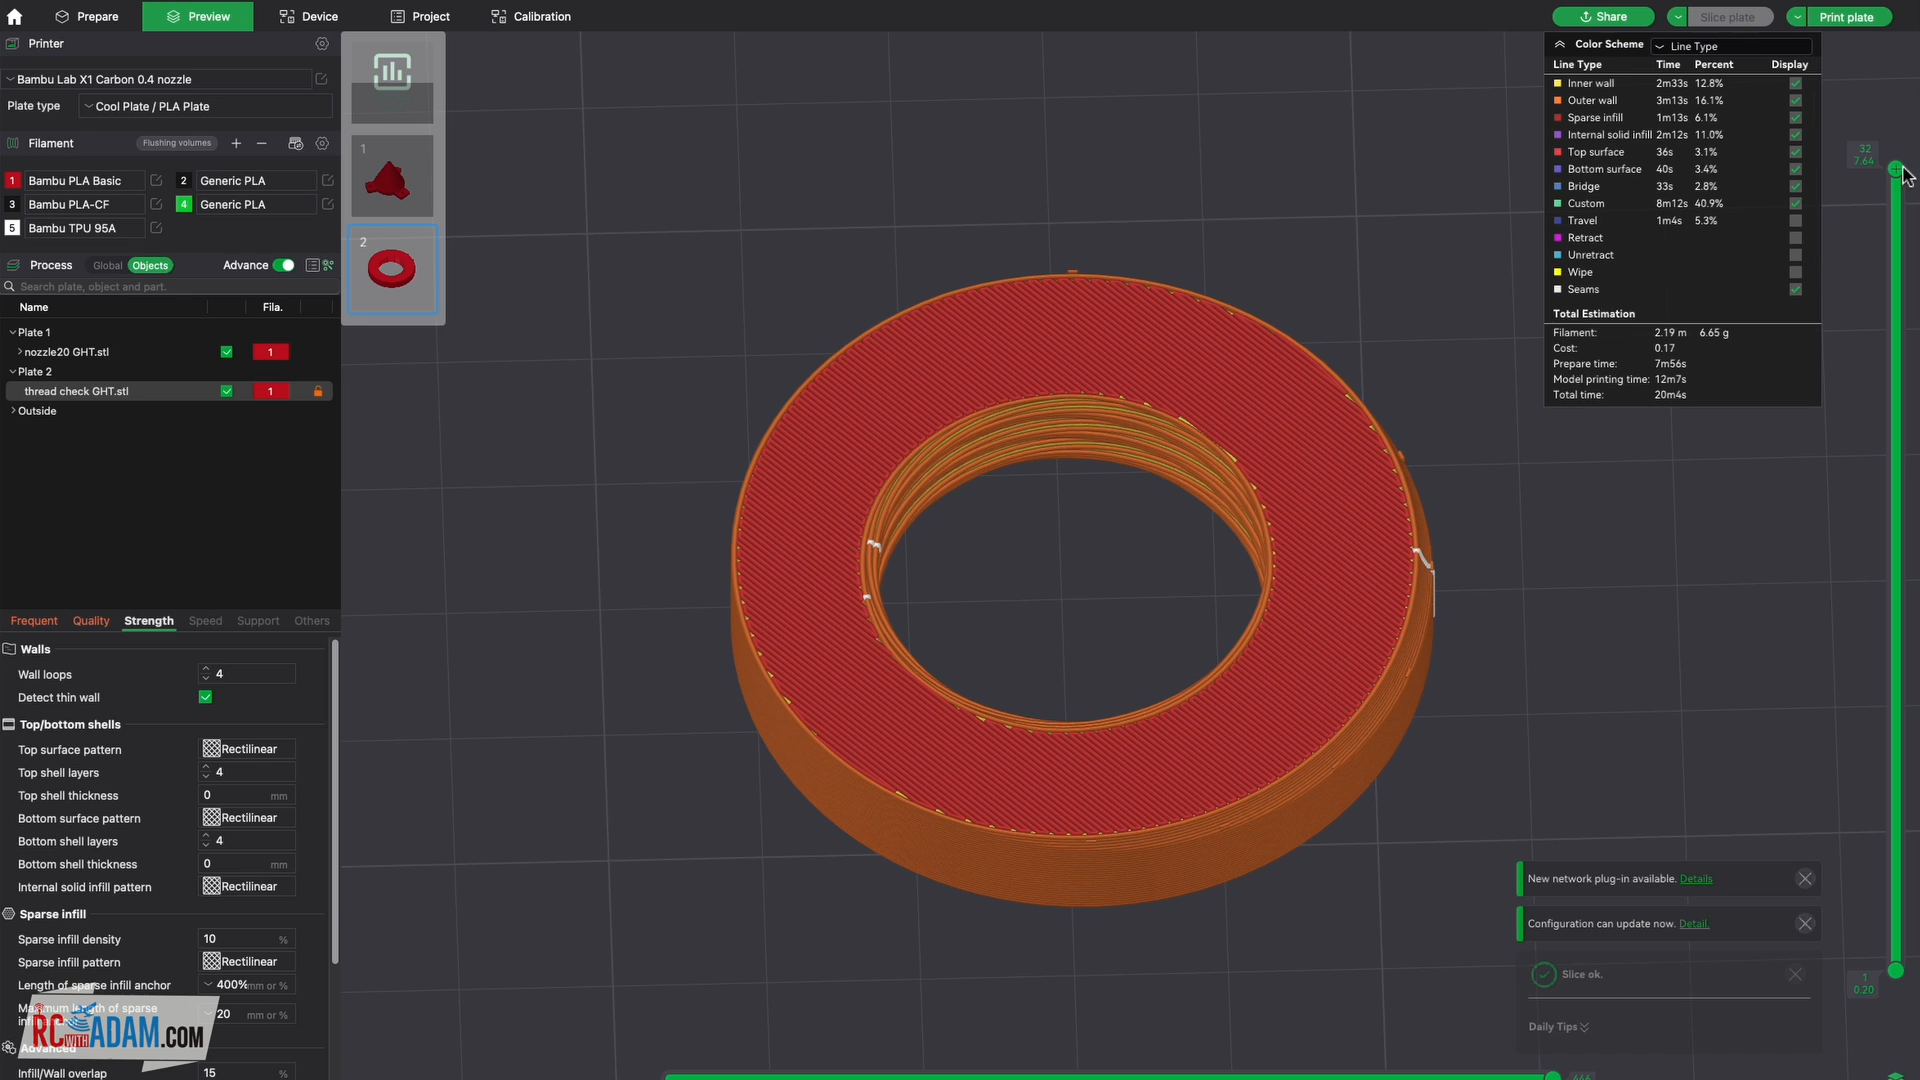 Prepare
Preview
Device
Project
Calibration
Share
Slice plate
Print plate
Printer
Bambu Lab X1 Carbon 0.4 nozzle
Plate type
Cool Plate / PLA Plate
Filament
Flushing volumes
1 Bambu PLA Basic
2 Generic PLA
3 Bambu PLA-CF
4 Generic PLA
5 Bambu TPU 95A
Process
Global
Objects
Advance
Search plate, object and part.
Name
Fila.
Plate 1
nozzle20 GHT.stl
1
Plate 2
thread check GHT.stl
1
Outside
Frequent
Quality
Strength
Speed
Support
Others
Walls
Wall loops 4
Detect thin wall
Top/bottom shells
Top surface pattern Rectilinear
Top shell layers 4
Top shell thickness 0 mm
Bottom surface pattern Rectilinear
Bottom shell layers 4
Bottom shell thickness 0 mm
Internal solid infill pattern Rectilinear
Sparse infill
Sparse infill density 10 %
Sparse infill pattern Rectilinear
Length of sparse infill anchor 400% mm or %
Maximum length of sparse
20 mm or %
RC WITH ADAM.COM
Advanced
Infill/Wall overlap 15 %
1
2
Color Scheme Line Type
Line Type Time Percent Display
Inner wall 2m33s 12.8%
Outer wall 3m13s 16.1%
Sparse infill 1m13s 6.1%
Internal solid infill 2m12s 11.0%
Top surface 36s 3.1%
Bottom surface 40s 3.4%
Bridge 33s 2.8%
Custom 8m12s 40.9%
Travel 1m4s 5.3%
Retract
Unretract
Wipe
Seams
Total Estimation
Filament: 2.19 m 6.65 g
Cost: 0.17
Prepare time: 7m56s
Model printing time: 12m7s
Total time: 20m4s
32
7.64
New network plug-in available. Details
Configuration can update now. Detail.
Slice ok.
Daily Tips
1
0.20